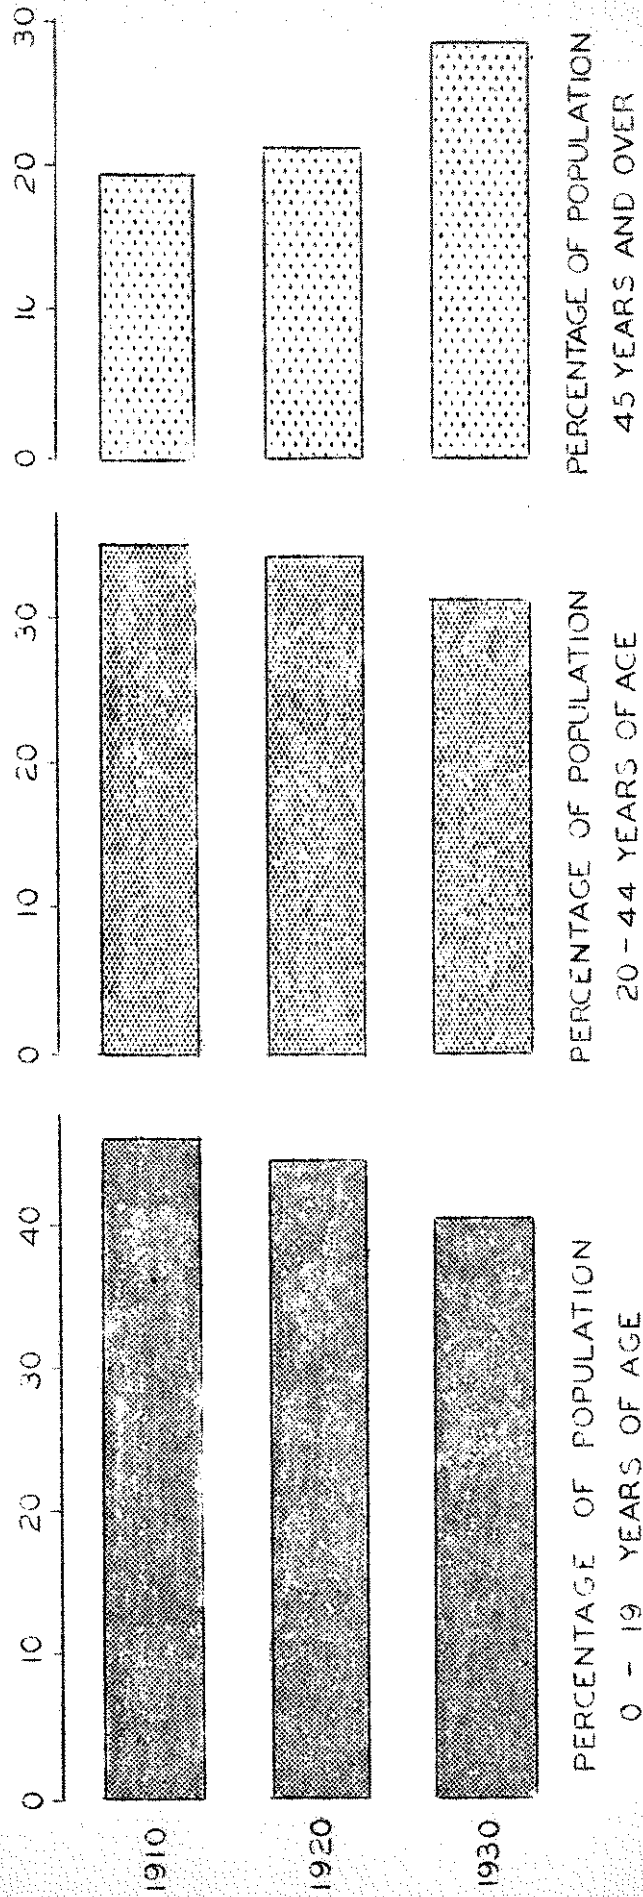 0 10 20 30 40
0 10 20 30
0 10 20 30
1910
1920
1930
PERCENTAGE OF POPULATION
0 - 19 YEARS OF AGE
PERCENTAGE OF POPULATION
20 - 44 YEARS OF AGE
PERCENTAGE OF POPULATION
45 YEARS AND OVER